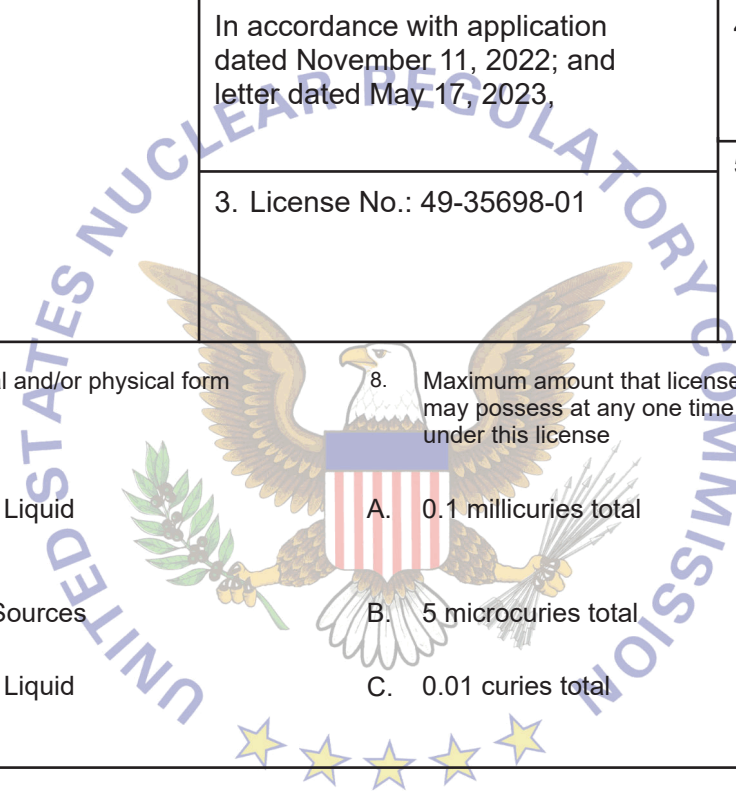 In accordance with application
dated November 11, 2022; and
letter dated May 17, 2023,
3. License No.: 49-35698-01
and/or physical form
8. Maximum amount that license
may possess at any one time
under this license
Liquid
A. 0.1 millicuries total
Sources
B. 5 microcuries total
Liquid
C. 0.01 curies total
UNITED STATES NUCLEAR REGULATORY COMMISSION